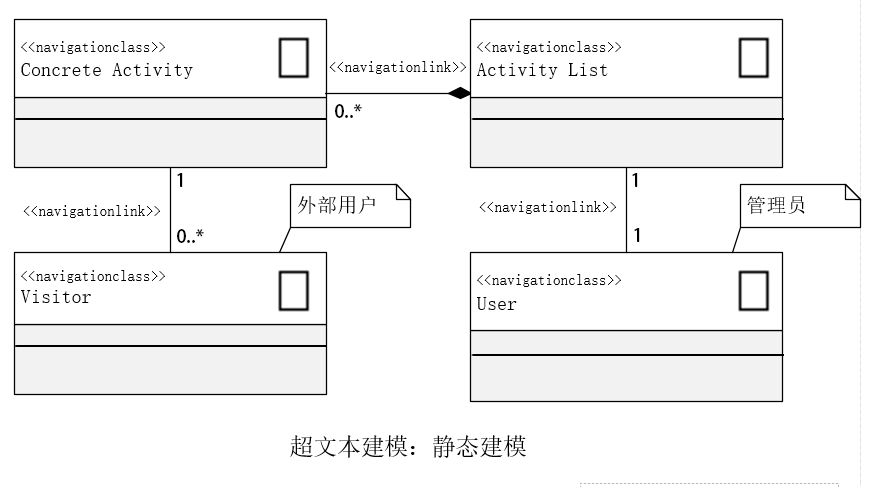 <<navigationclass>>
Concrete Activity
<<navigationlink>>
0..*
<<navigationclass>>
Activity List
1
<<navigationlink>>
0..*
外部用户
1
<<navigationlink>>
1
管理员
<<navigationclass>>
Visitor
<<navigationclass>>
User
超文本建模：静态建模